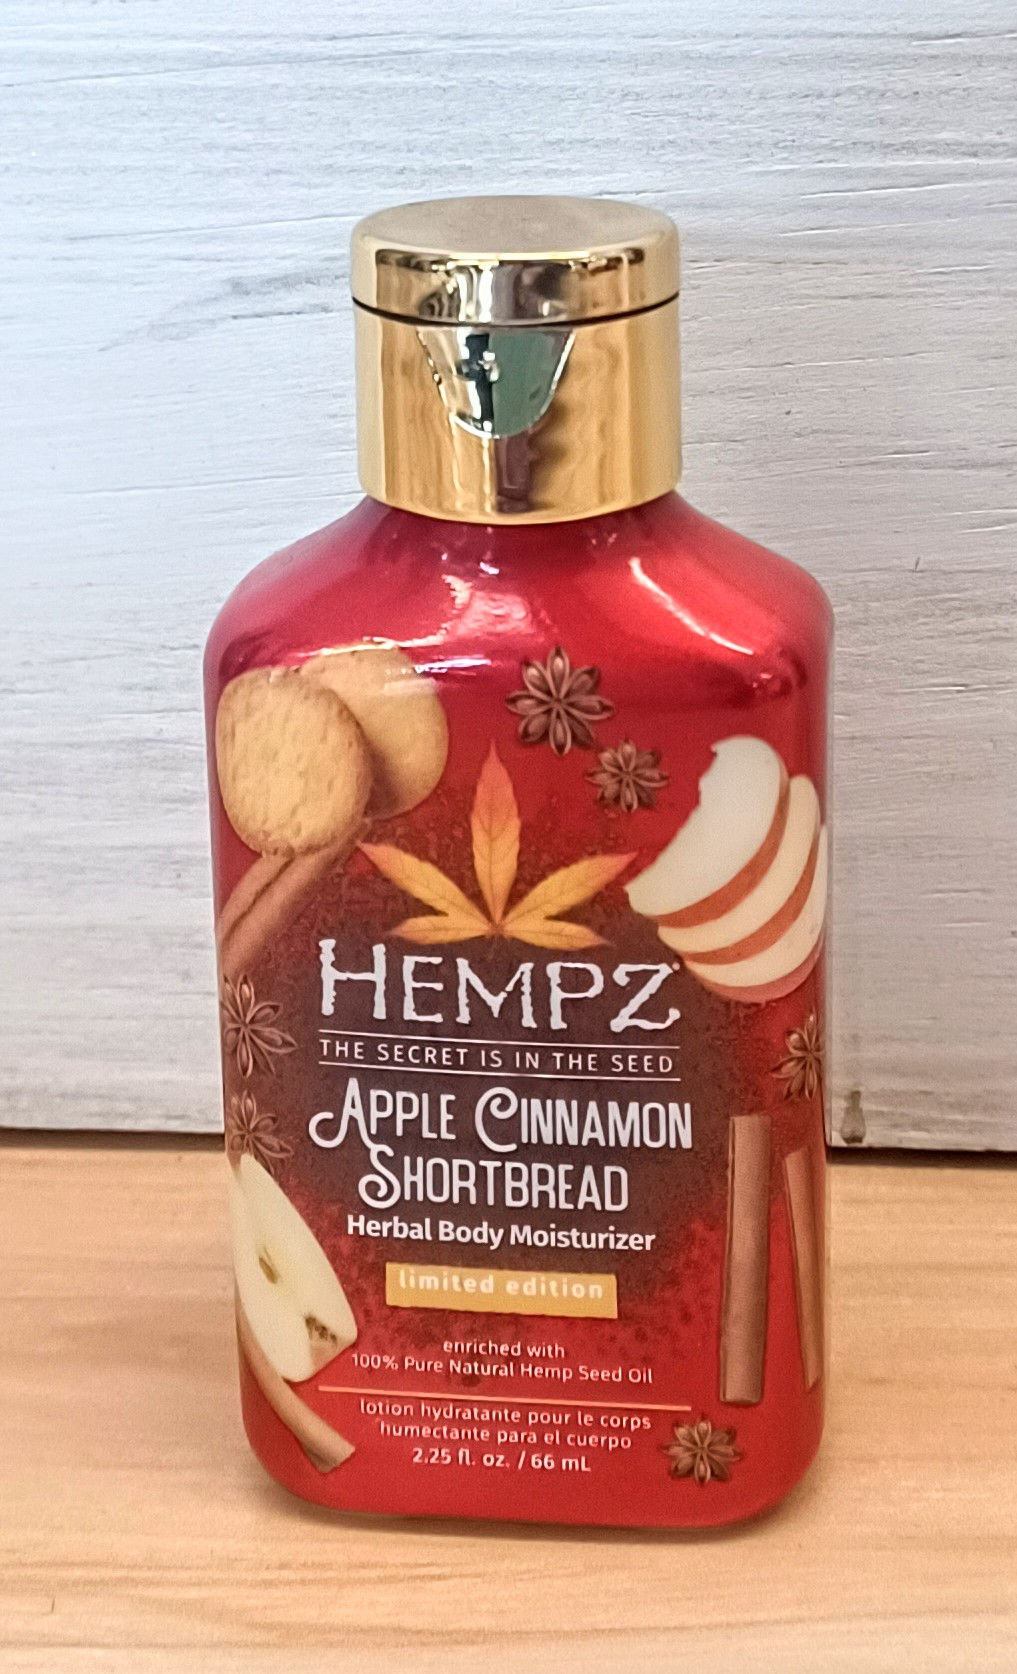 HEMPZ
THE SECRET IS IN THE SEED
APPLE CINNAMON
SHORTBREAD
Herbal Body Moisturizer
limited edition
enriched with
100% Pure Natural Hemp Seed Oil
lotion hydratante pour le corps
humectante para el cuerpo
2.25 fl. oz. / 66 mL